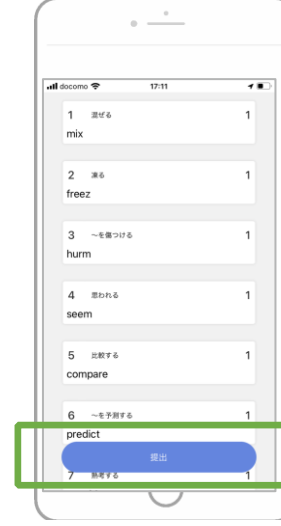 docomo 17:11
1 混ぜる 1
mix
2 凍る 1
freez
3 ～を傷つける 1
hurm
4 思われる 1
seem
5 比較する 1
compare
6 ～を予測する 1
predict
提出
7 熟考する 1